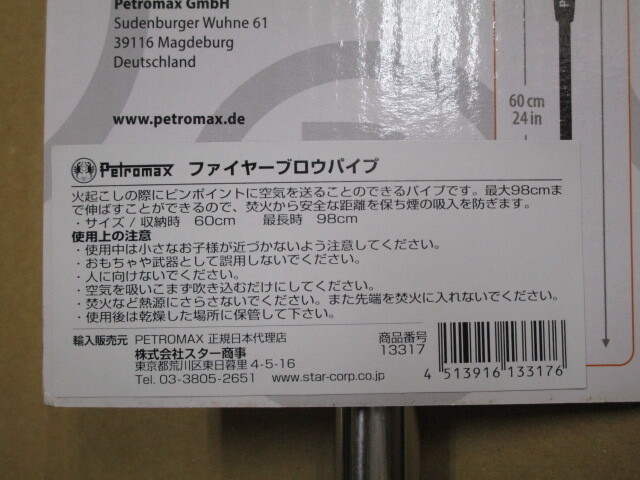 Petromax GmbH
Sudenburger Wuhne 61
39116 Magdeburg
Deutschland
www.petromax.de
60 cm
24 in
Petromax ファイヤーブロウパイプ
火起こしの際にピンポイントに空気を送ることのできるパイプです。最大98cmま
で伸ばすことができるので、焚火から安全な距離を保ち煙の吸入を防ぎます。
・サイズ / 収納時 60cm 最長時 98cm
使用上の注意
・使用中は小さなお子様が近づかないよう注意してください。
・おもちゃや武器として誤用しないでください。
・人に向けないでください。
・空気を吸いこまず吹き込むだけにしてください。
・焚火など熱源にさらさないでください。また先端を焚火に入れないでください。
・使用後は乾燥した場所に保管して下さい。
輸入販売元 PETROMAX 正規日本代理店
株式会社スター商事
東京都荒川区東日暮里 4-5-16
Tel. 03-3805-2651 www.star-corp.co.jp
商品番号
13317
4 513916 133176